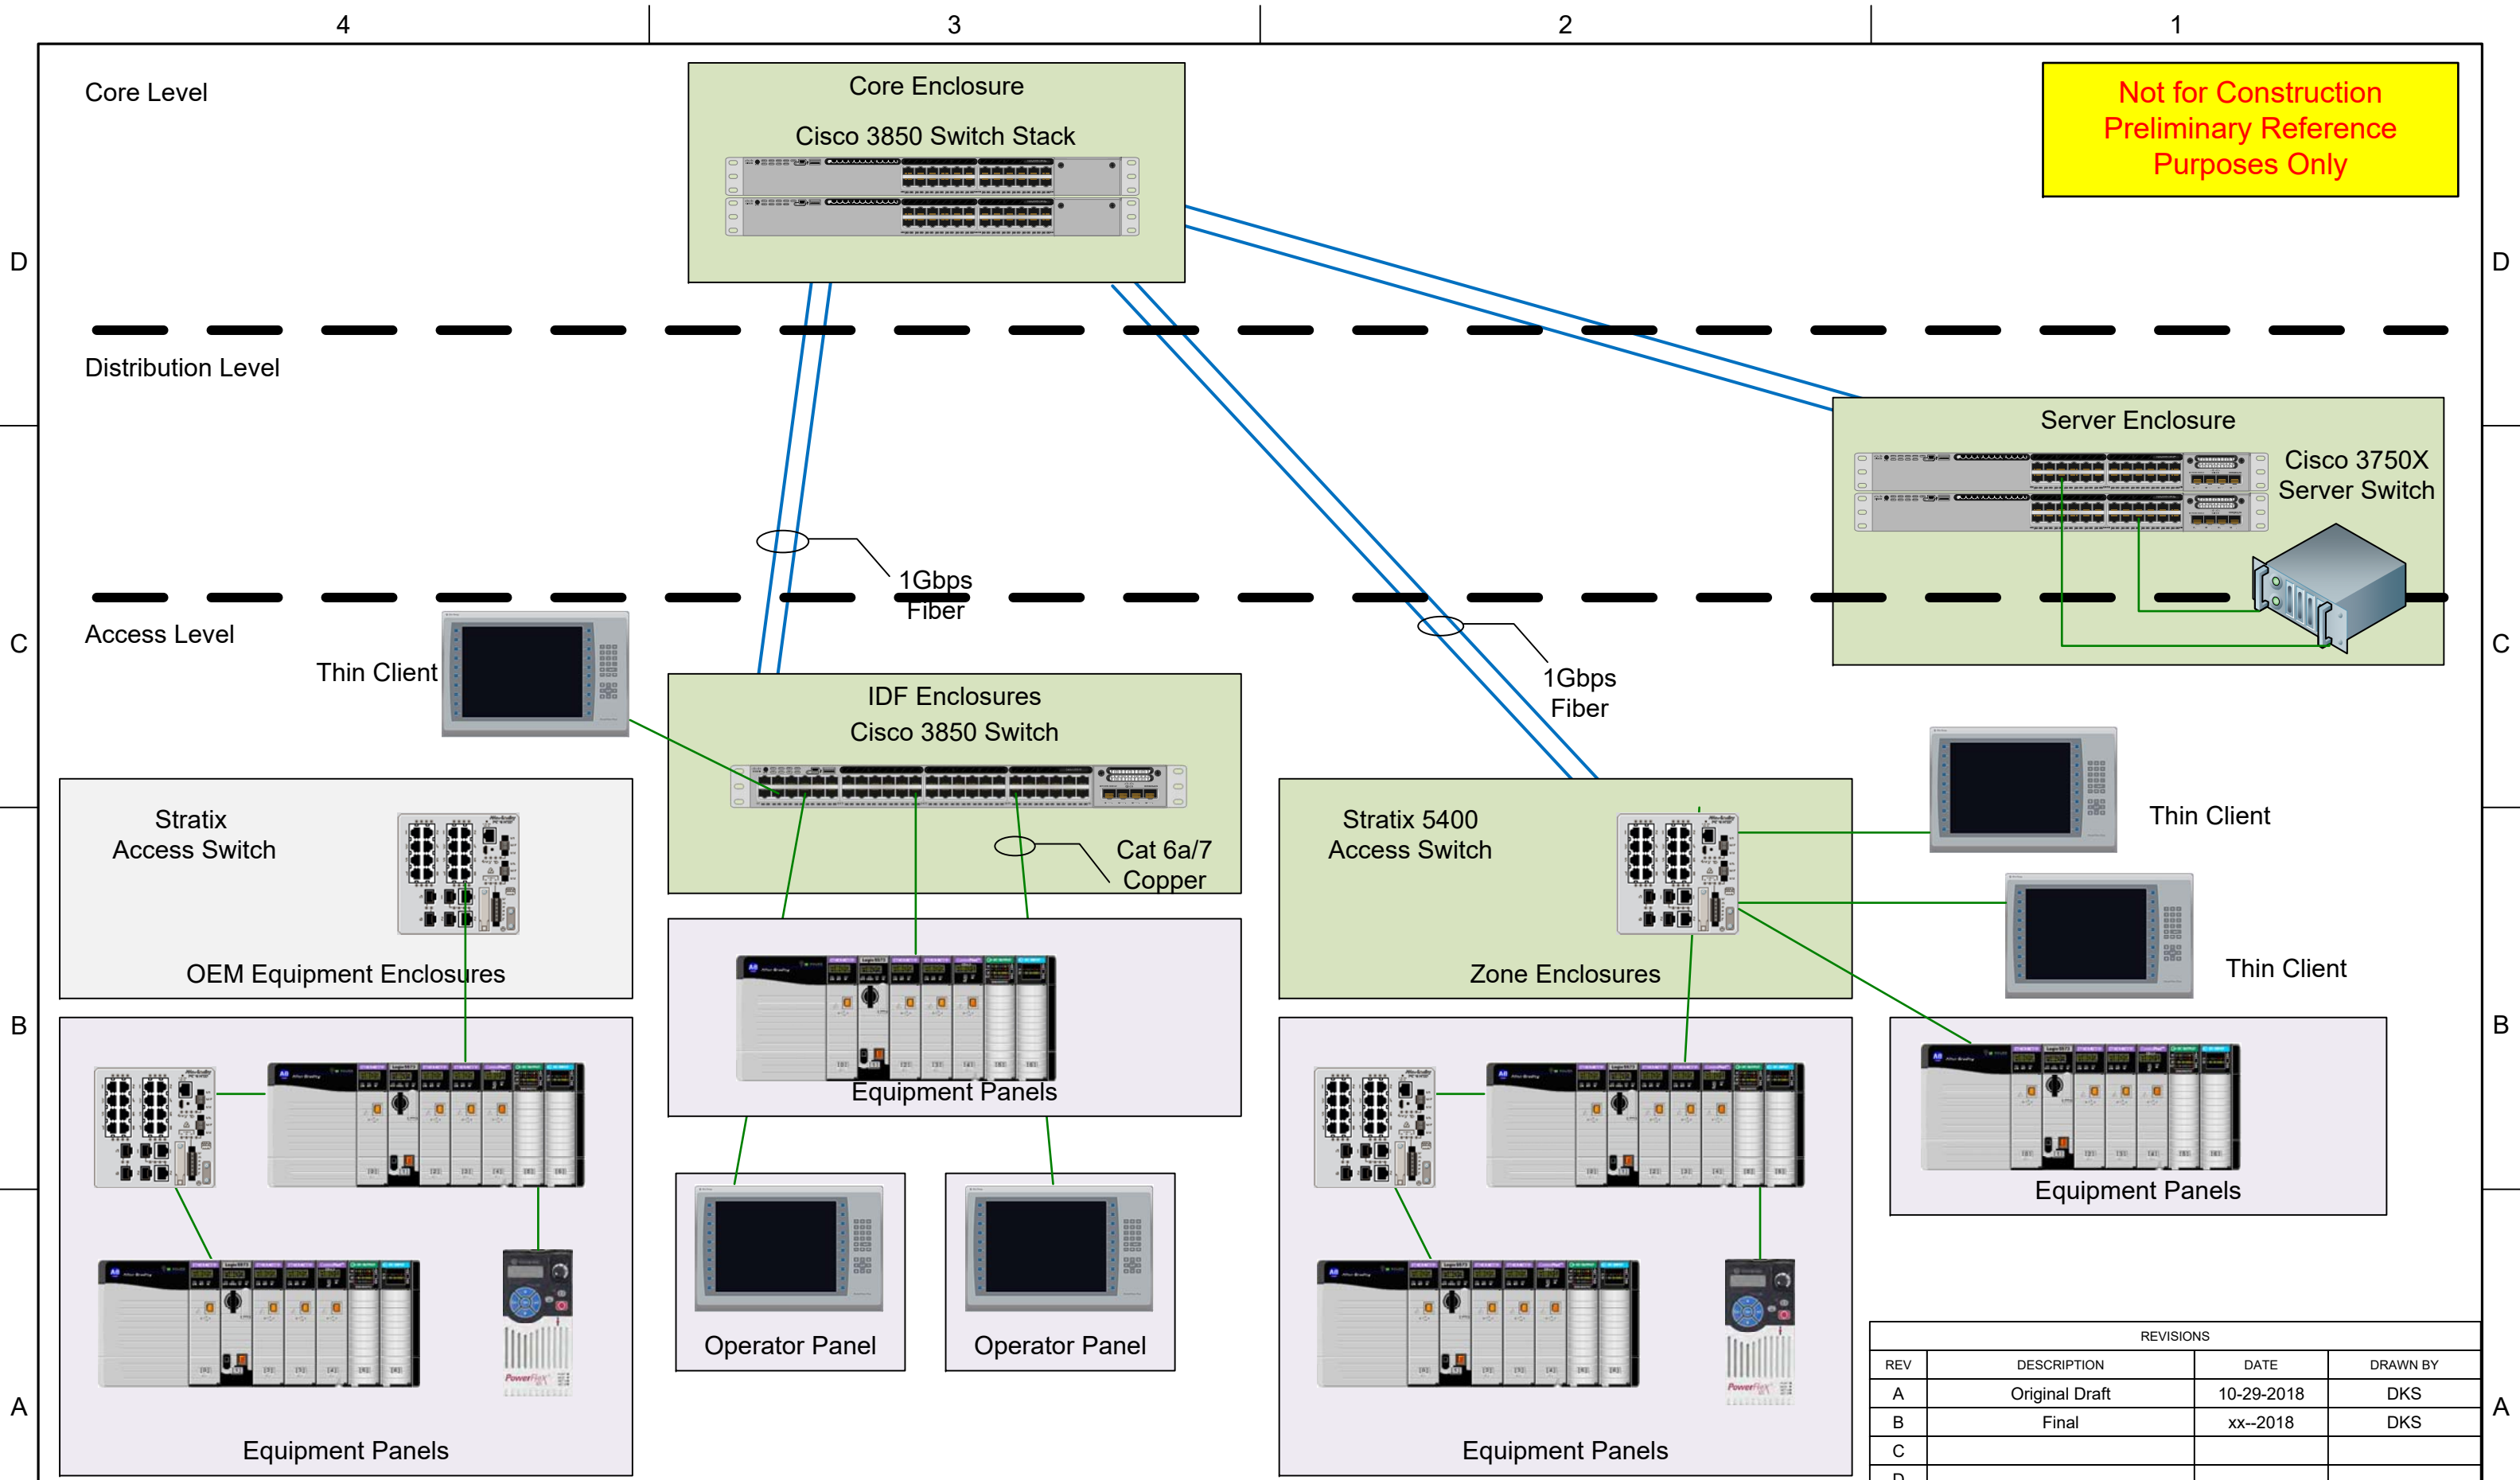 4
3
2
1
Core Level
Core Enclosure
Cisco 3850 Switch Stack
Not for Construction
Preliminary Reference
Purposes Only
D
D
Distribution Level
Server Enclosure
Cisco 3750X
Server Switch
1Gbps
Fiber
Access Level
C
C
Thin Client
1Gbps
Fiber
IDF Enclosures
Cisco 3850 Switch
Stratix
Access Switch
Cat 6a/7
Copper
Stratix 5400
Access Switch
Thin Client
OEM Equipment Enclosures
Zone Enclosures
Thin Client
B
B
Equipment Panels
Equipment Panels
Operator Panel
Operator Panel
PowerFlex
PowerFlex
Equipment Panels
Equipment Panels
A
A
REVISIONS
REV DESCRIPTION DATE DRAWN BY
A Original Draft 10-29-2018 DKS
B Final xx--2018 DKS
C
D